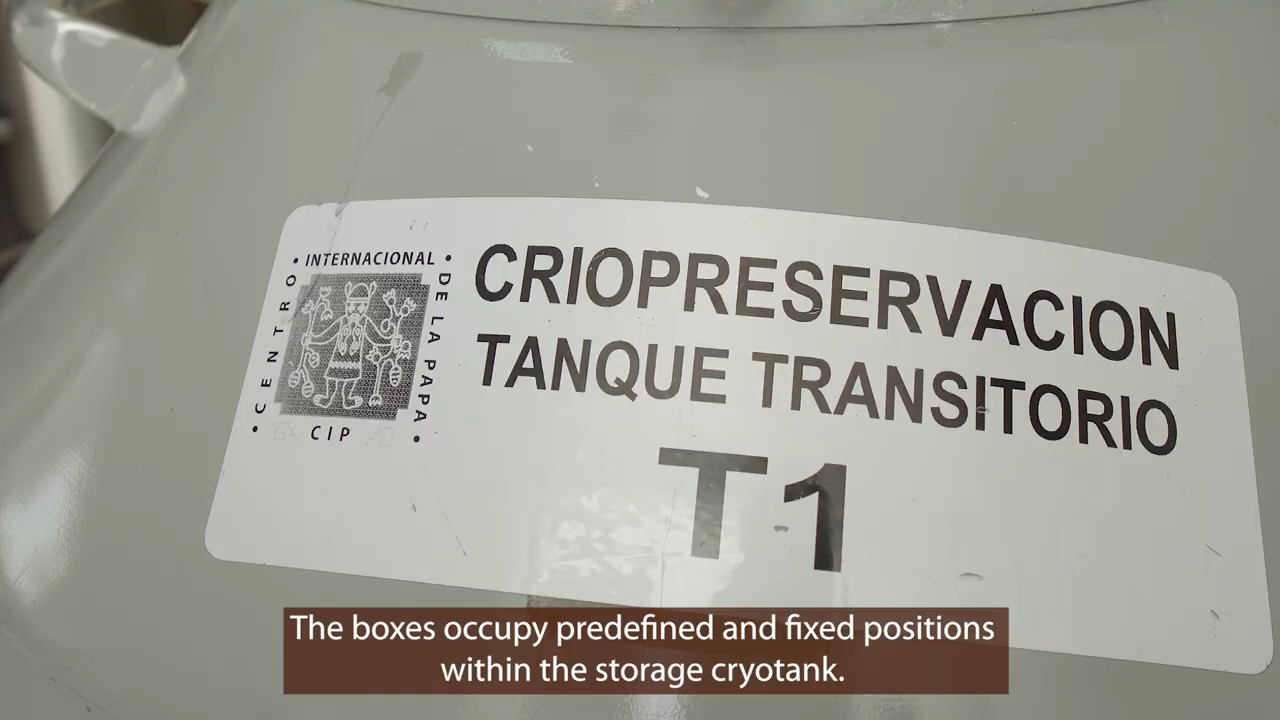 • INTERNACIONAL •
CENTRO
DE LA PAPA
• CIP •
CRIOPRESERVACION
TANQUE TRANSITORIO
T1
The boxes occupy predefined and fixed positions
within the storage cryotank.